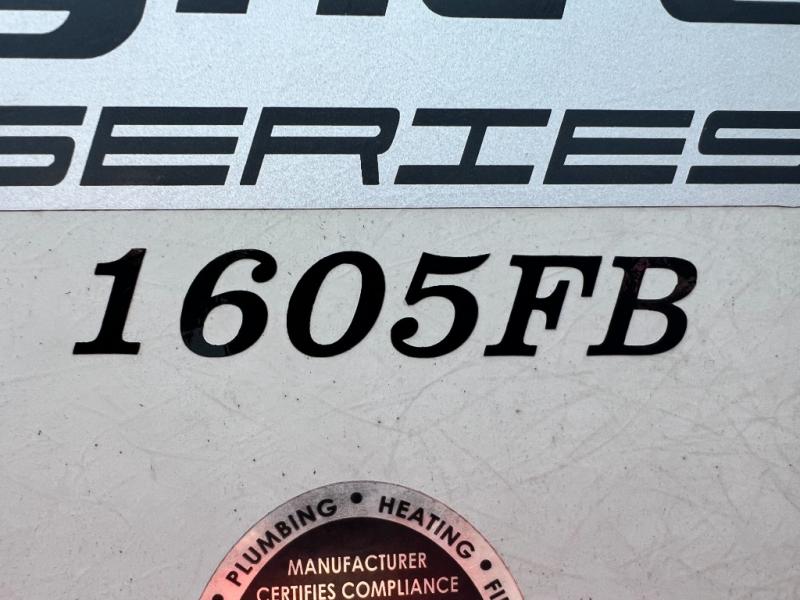 SERIES
1605FB
PLUMBING • HEATING •
MANUFACTURER
CERTIFIES COMPLIANCE